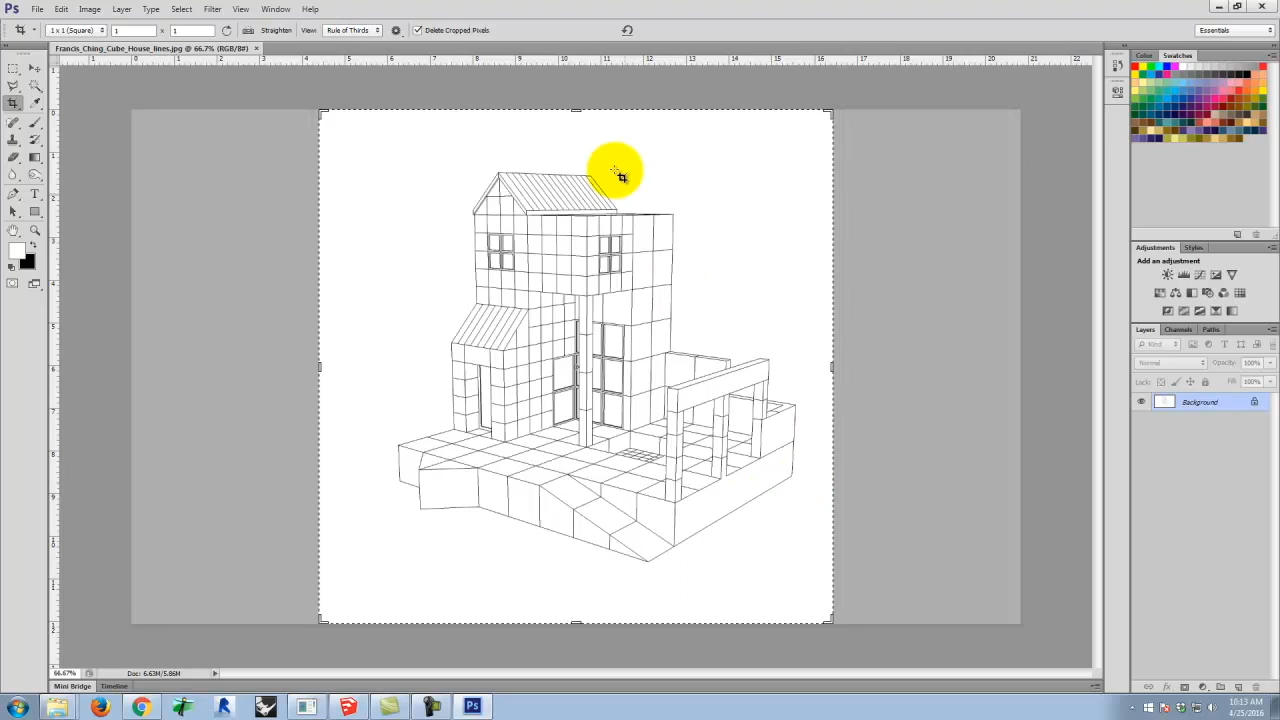 Ps File Edit Image Layer Type Select Filter View Window Help
1 x 1 (Square) 1 x 1 Straighten View: Rule of Thirds Delete Cropped Pixels Essentials
Francis_Ching_Cube_House_lines.jpg @ 66.7% (RGB/8#) ×
Color Swatches
Adjustments Styles
Add an adjustment
Layers Channels Paths
Kind
Normal Opacity: 100%
Lock: Fill: 100%
Background
66.67% Doc: 6.63M/5.86M
Mini Bridge Timeline
10:13 AM
4/25/2016